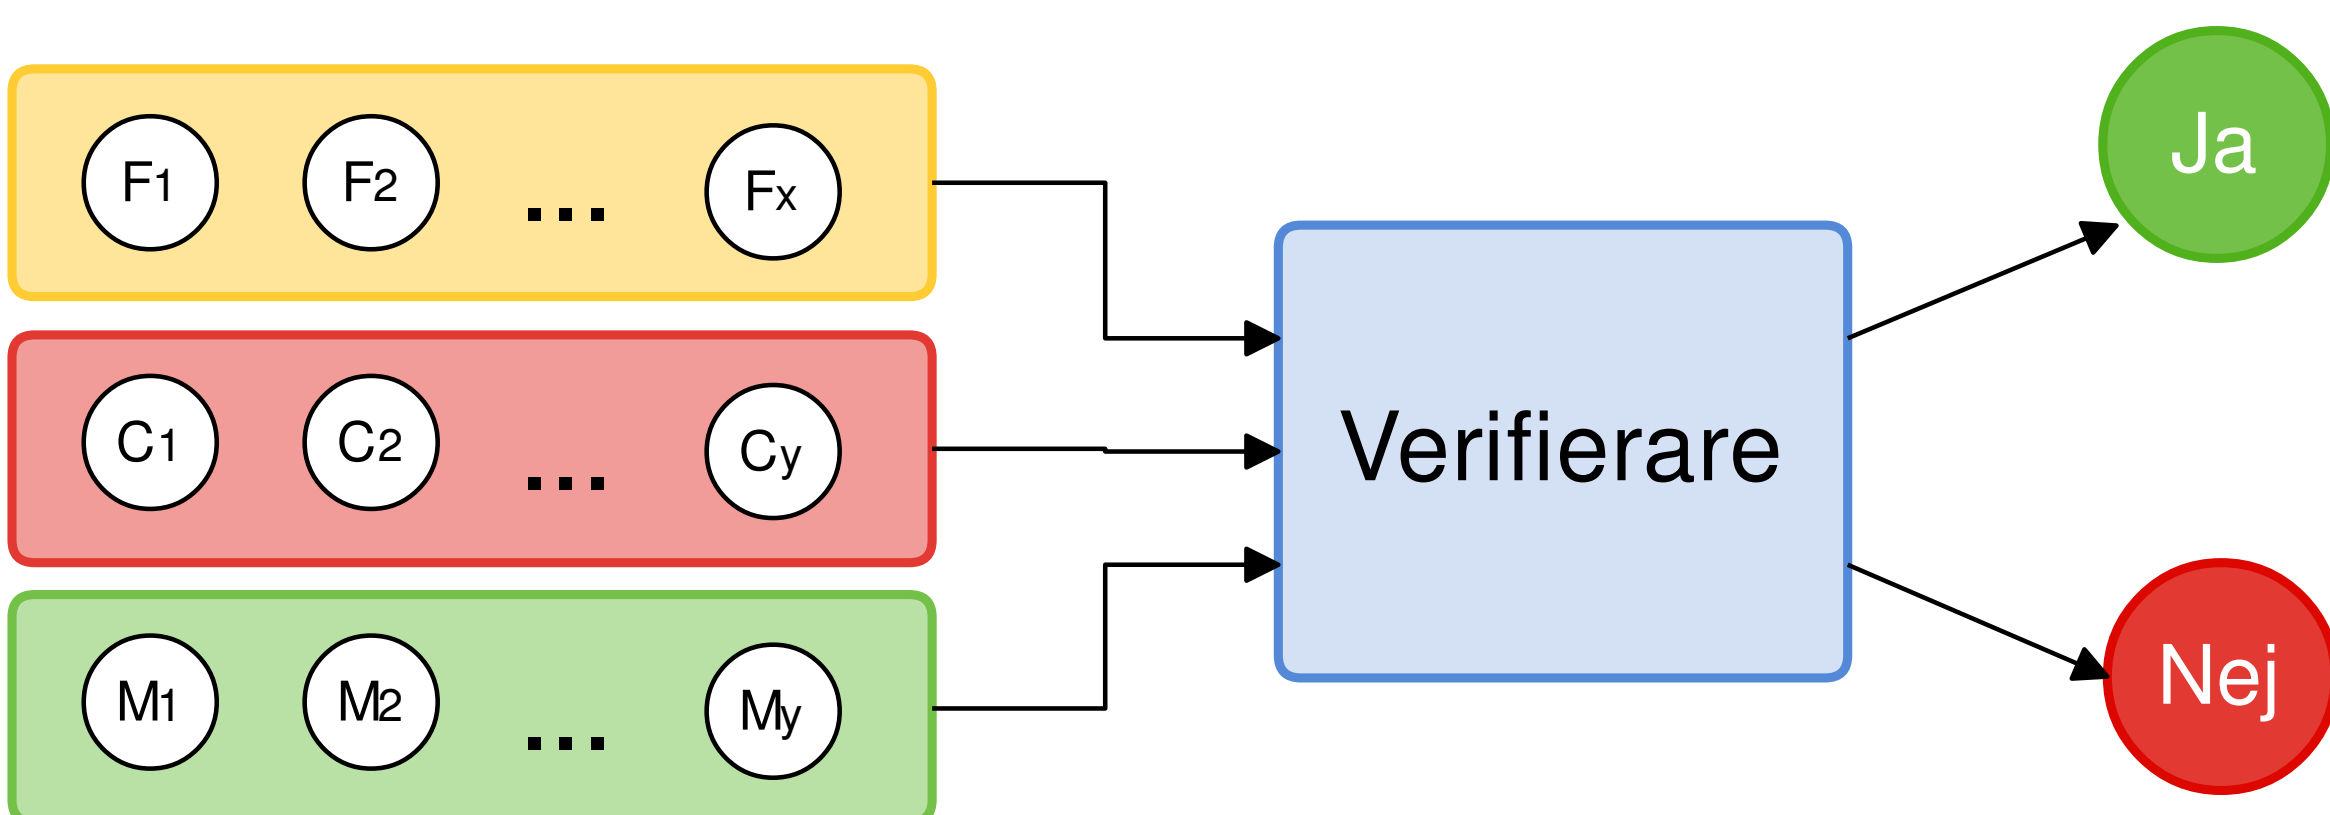 F1 F2 ... Fx
C1 C2 ... Cy
M1 M2 ... My
Verifierare
Ja
Nej